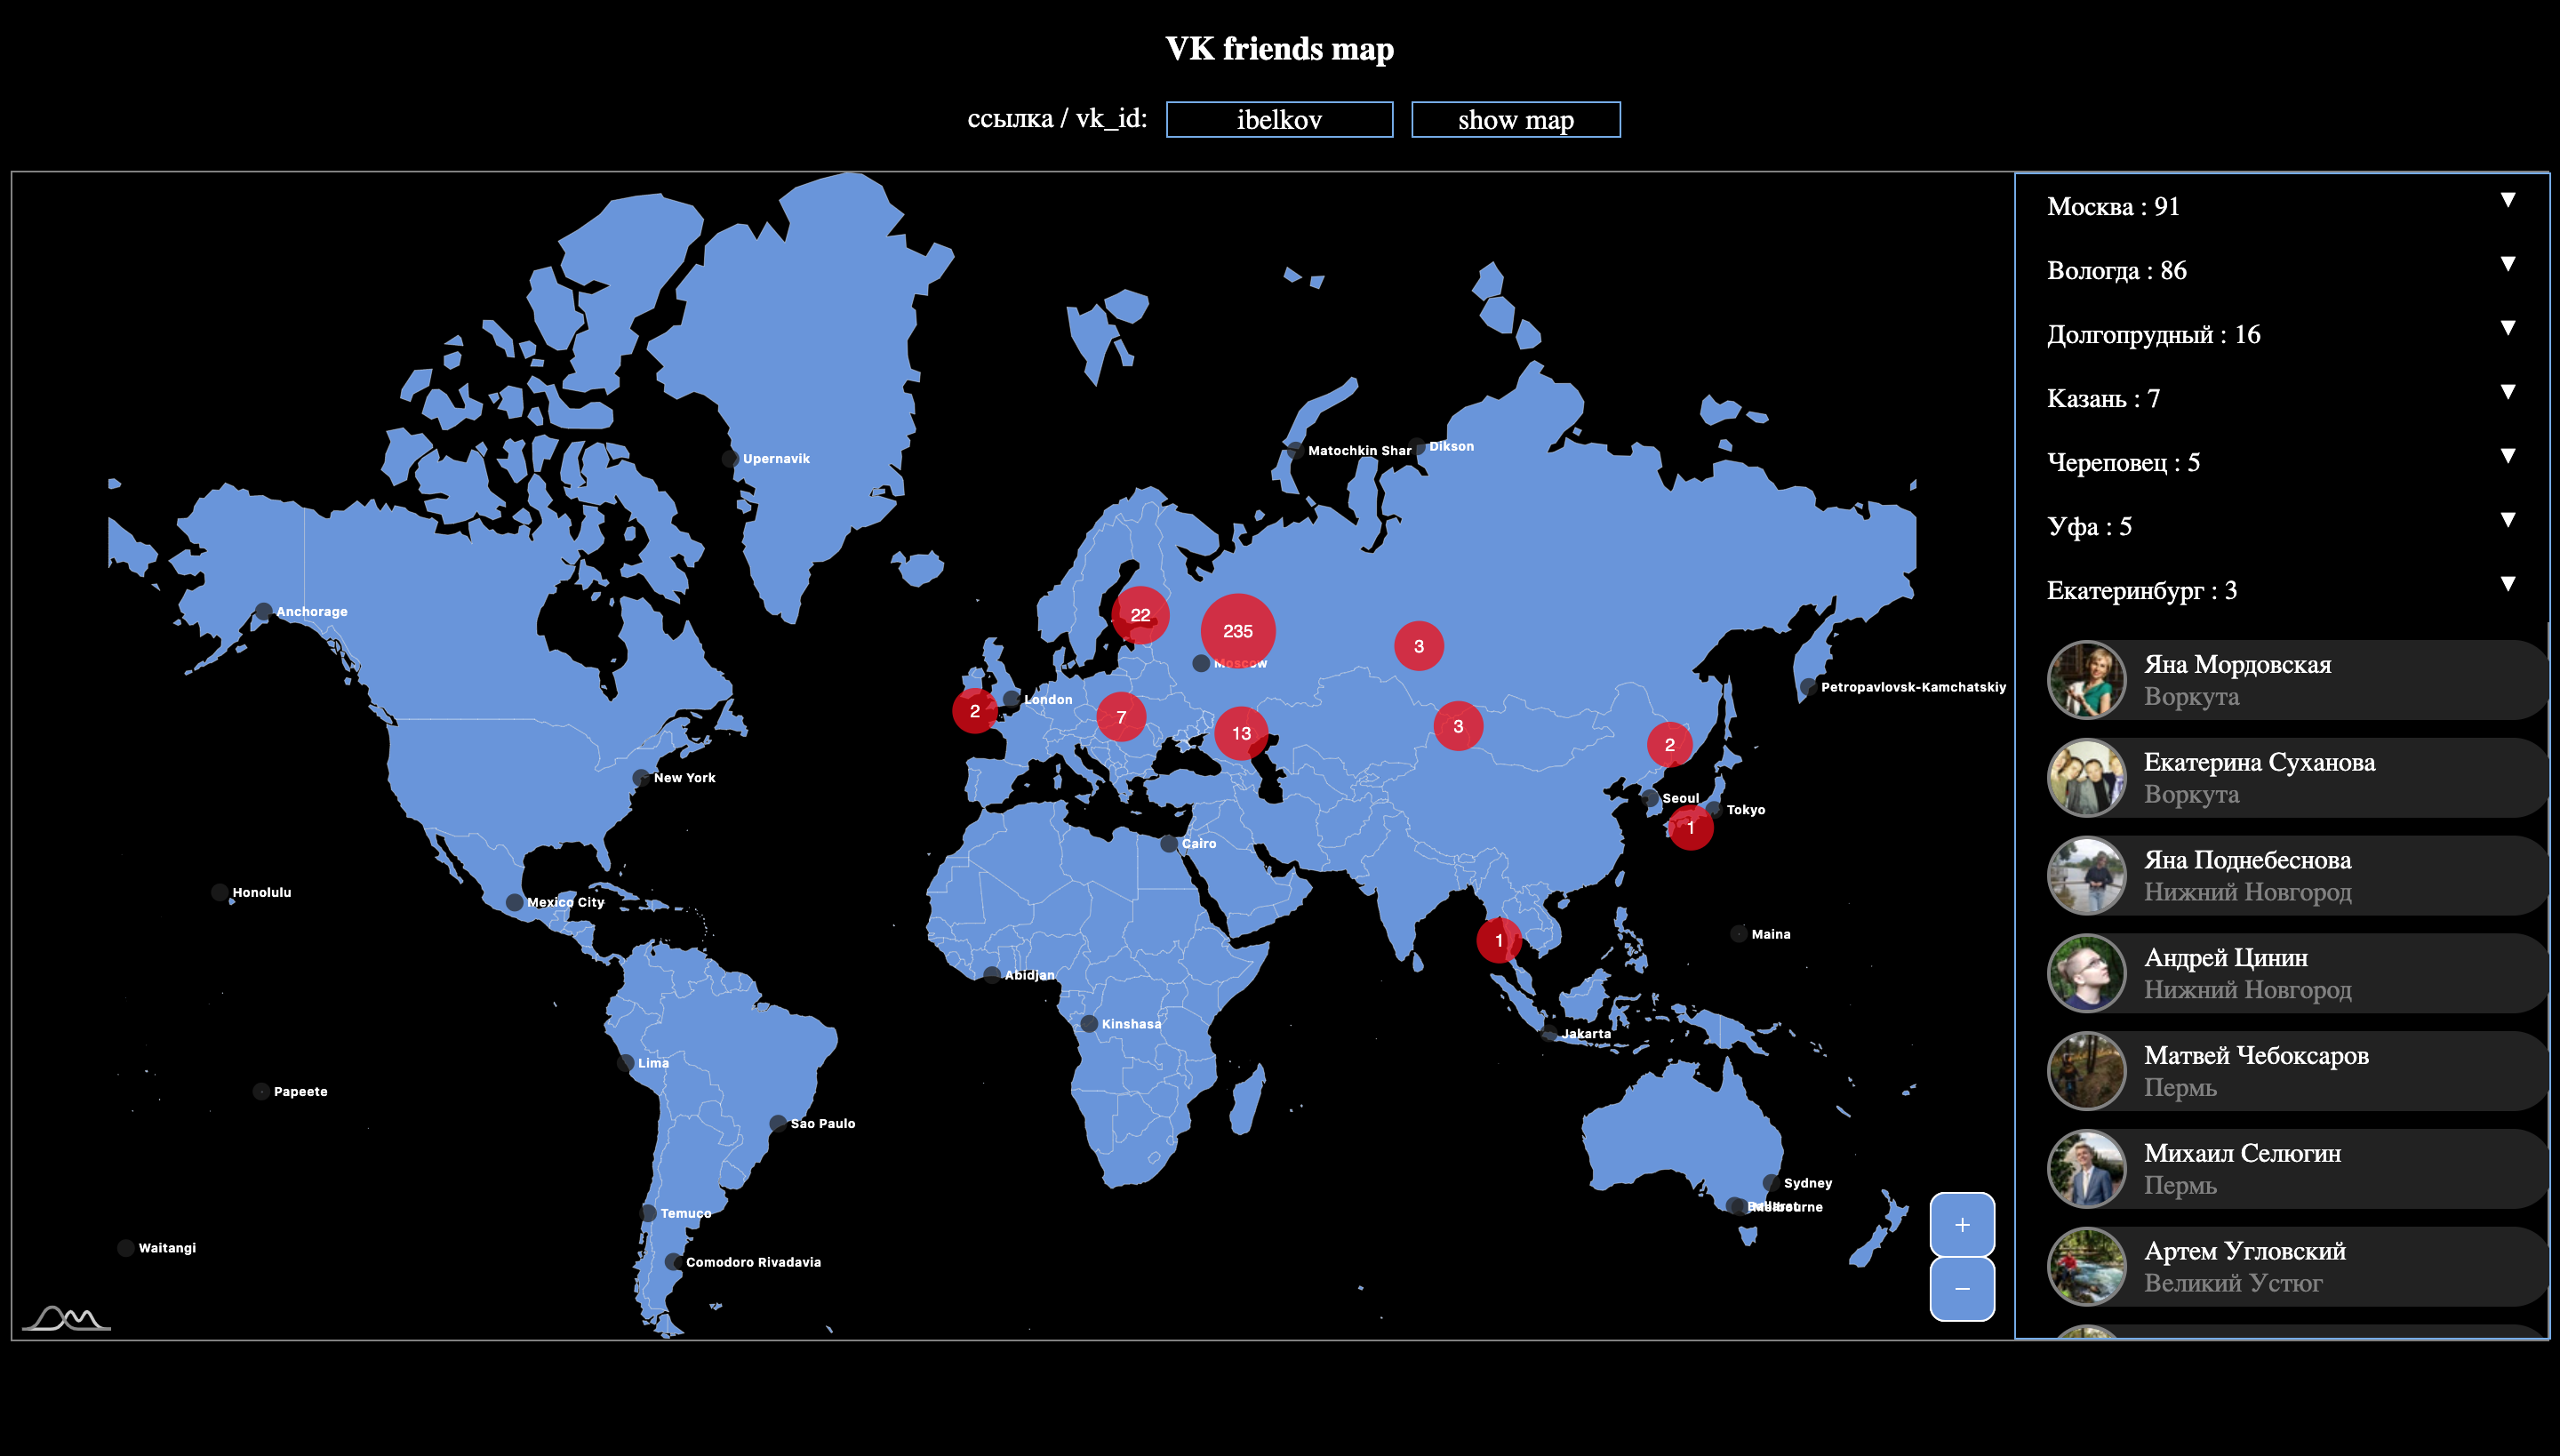 VK friends map
ссылка / vk_id: ibelkov show map
Upernavik
Matochkin Shar
Dikson
Anchorage
22
235
3
Moscow
Petropavlovsk-Kamchatskiy
London
2
7
13
3
2
New York
Seoul
Tokyo
1
Cairo
Honolulu
Mexico City
1
Maina
Abidjan
Kinshasa
Jakarta
Lima
Papeete
Sao Paulo
Sydney
Melbourne
Temuco
Waitangi
Comodoro Rivadavia
+
−
Москва : 91 ▼
Вологда : 86 ▼
Долгопрудный : 16 ▼
Казань : 7 ▼
Череповец : 5 ▼
Уфа : 5 ▼
Екатеринбург : 3 ▼
Яна Мордовская
Воркута
Екатерина Суханова
Воркута
Яна Поднебеснова
Нижний Новгород
Андрей Цинин
Нижний Новгород
Матвей Чебоксаров
Пермь
Михаил Селюгин
Пермь
Артем Угловский
Великий Устюг